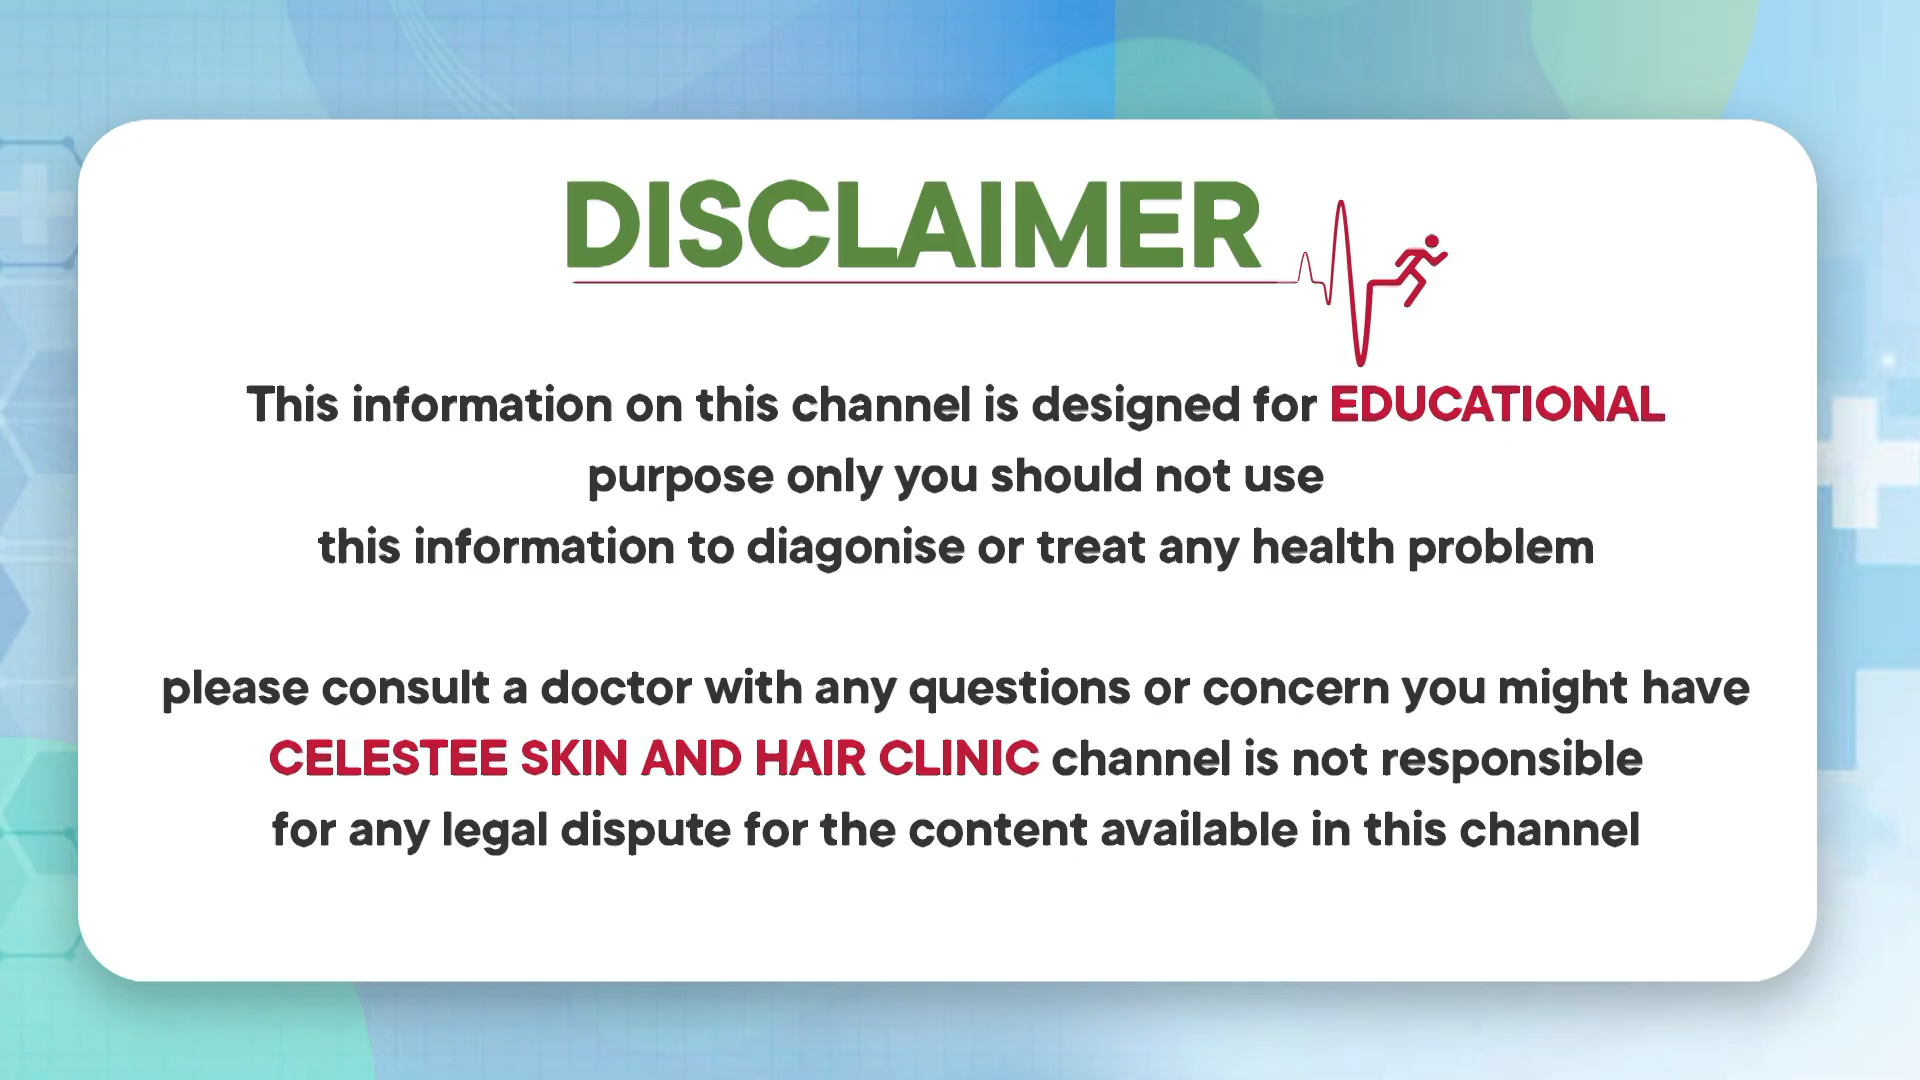 DISCLAIMER
This information on this channel is designed for EDUCATIONAL
purpose only you should not use
this information to diagonise or treat any health problem
please consult a doctor with any questions or concern you might have
CELESTEE SKIN AND HAIR CLINIC channel is not responsible
for any legal dispute for the content available in this channel